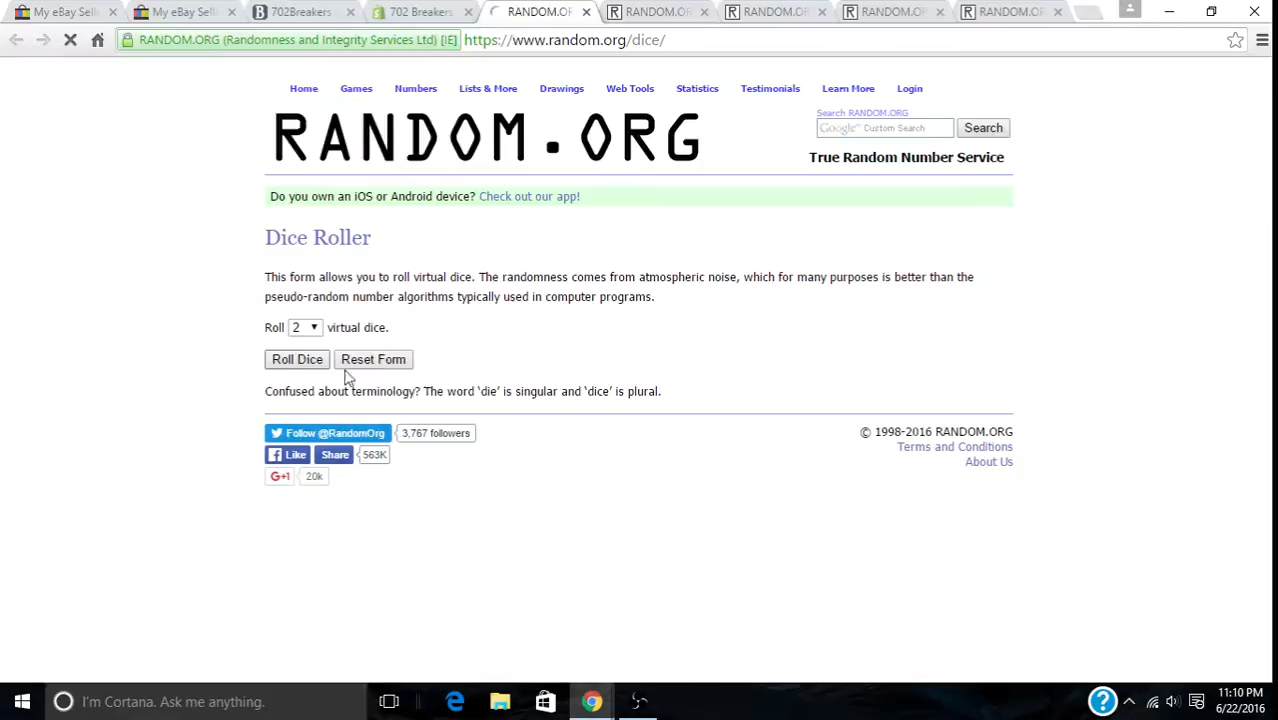 My eBay Sell
My eBay Sell
702Breakers
702 Breakers
RANDOM.OR
RANDOM.OR
RANDOM.OR
RANDOM.OR
RANDOM.OR
RANDOM.ORG (Randomness and Integrity Services Ltd) [IE] https://www.random.org/dice/
Home Games Numbers Lists & More Drawings Web Tools Statistics Testimonials Learn More Login
RANDOM.ORG
Search RANDOM.ORG
Google™ Custom Search Search
True Random Number Service
Do you own an iOS or Android device? Check out our app!
Dice Roller
This form allows you to roll virtual dice. The randomness comes from atmospheric noise, which for many purposes is better than the
pseudo-random number algorithms typically used in computer programs.
Roll 2 virtual dice.
Roll Dice Reset Form
Confused about terminology? The word ‘die’ is singular and ‘dice’ is plural.
Follow @RandomOrg 3,767 followers
Like Share 563K
G+1 20k
© 1998-2016 RANDOM.ORG
Terms and Conditions
About Us
I'm Cortana. Ask me anything.
11:10 PM
6/22/2016